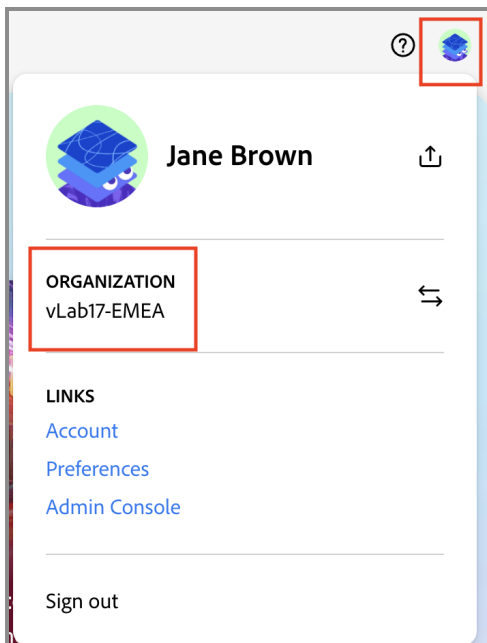 Jane Brown
ORGANIZATION
vLab17-EMEA
LINKS
Account
Preferences
Admin Console
Sign out